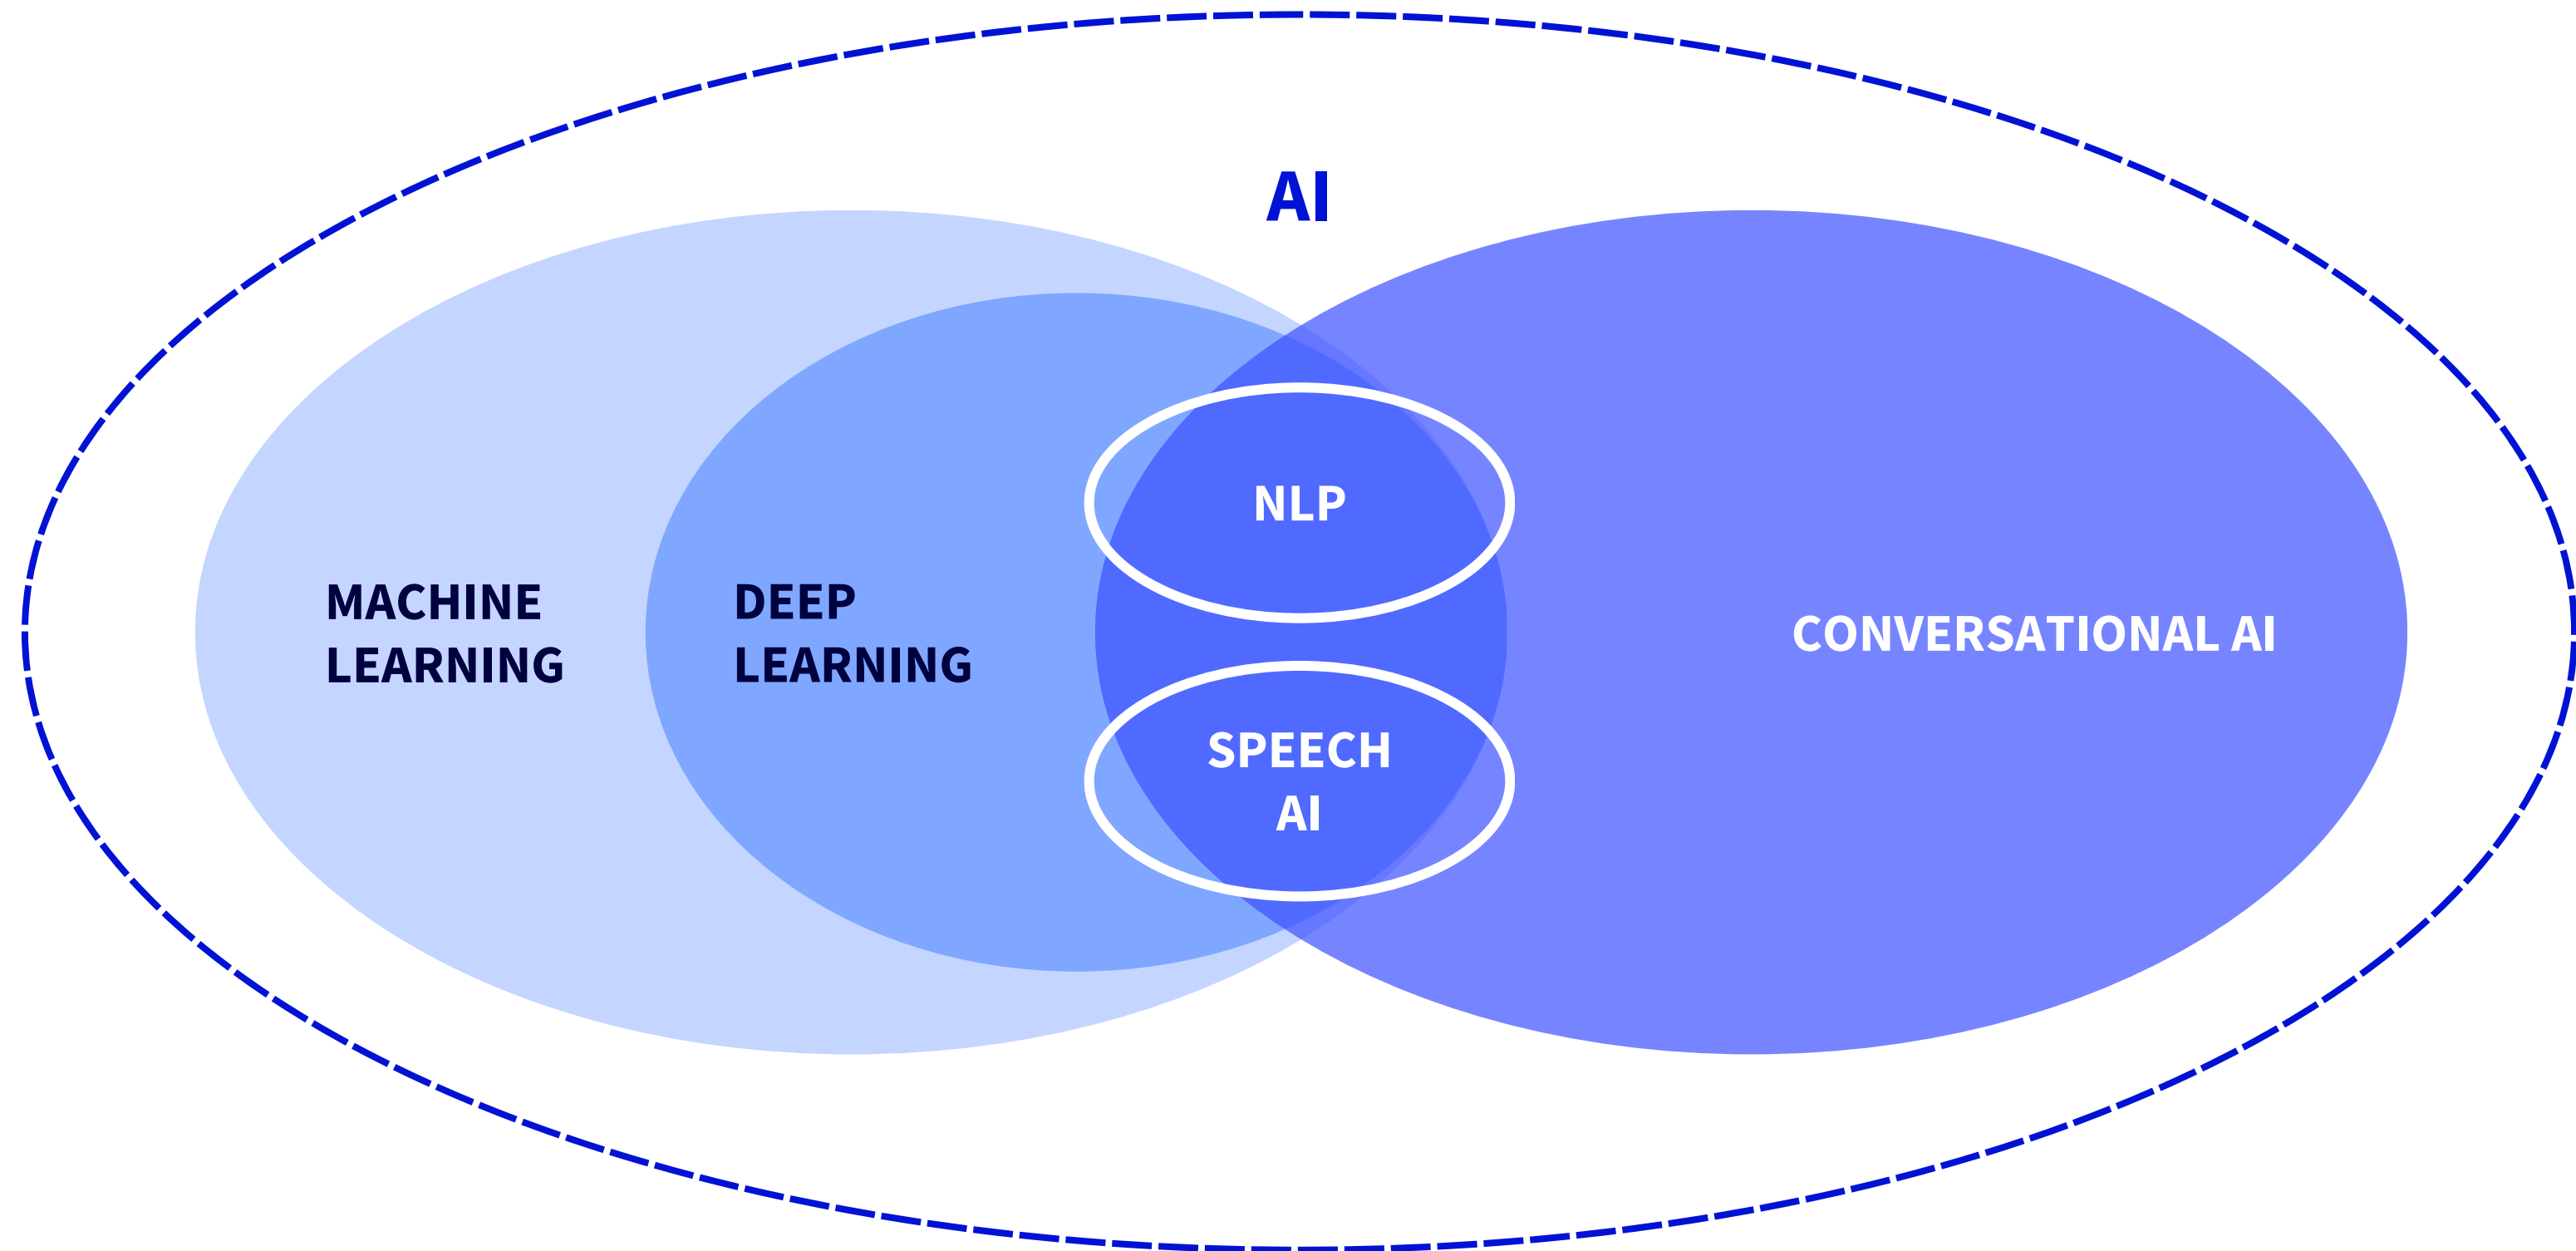 AI
MACHINE
LEARNING
DEEP
LEARNING
NLP
SPEECH
AI
CONVERSATIONAL AI